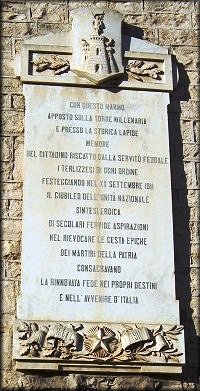 CON QUESTO MARMO,
APPOSTO SULLA TORRE MILLENARIA
E PRESSO LA STORICA LAPIDE
MEMORE
DEL CITTADINO RISCATTO DALLA SERVITÙ FEUDALE
I TERLIZZESI DI OGNI ORDINE
FESTEGGIANDO NEL XX SETTEMBRE 1911
IL GIUBILEO DELL'UNITÀ NAZIONALE
SINTESI EROICA
DI SECOLARI FERVIDE ASPIRAZIONI
NEL RIEVOCARE LE GESTA EPICHE
DEI MARTIRI DELLA PATRIA
CONSACRAVANO
LA RINNOVATA FEDE NEI PROPRI DESTINI
E NELL'AVVENIRE D'ITALIA